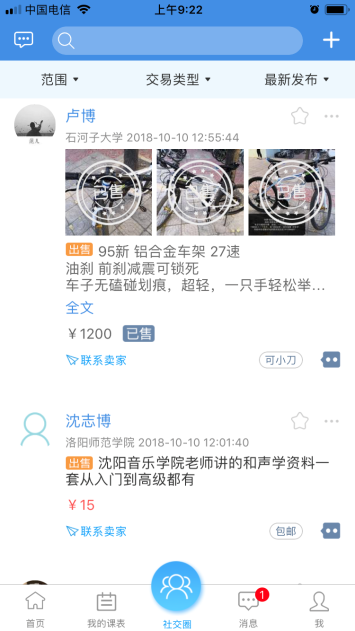 中国电信
上午9:22
范围
交易类型
最新发布
卢博
石河子大学 2018-10-10 12:55:44
已售
已售
已售
出售 95新 铝合金车架 27速
油刹 前刹减震可锁死
车子无磕碰划痕，超轻，一只手轻松举...
全文
￥1200 已售
联系卖家
可小刀
沈志博
洛阳师范学院 2018-10-10 12:01:40
出售 沈阳音乐学院老师讲的和声学资料一
套从入门到高级都有
￥15
联系卖家
包邮
首页
我的课表
社交圈
1
消息
我